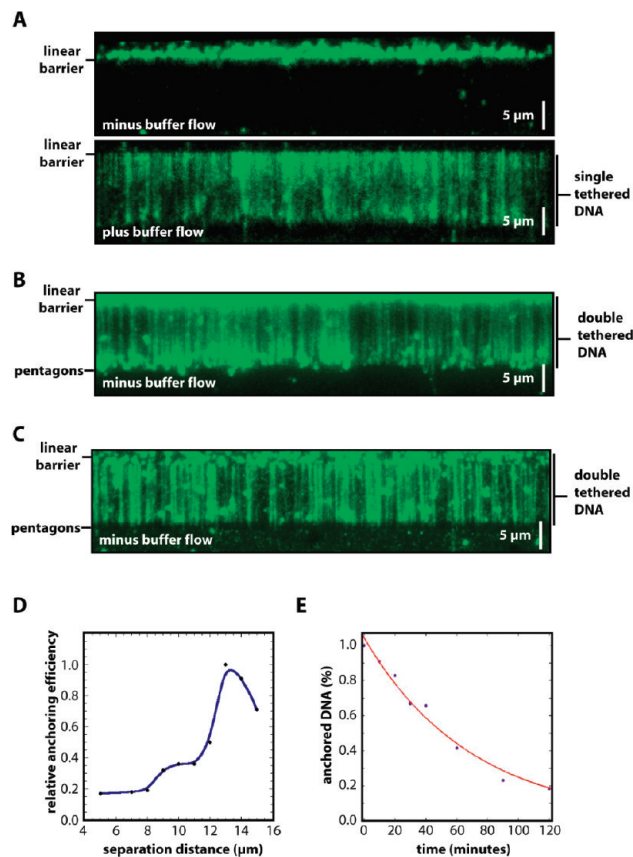 A
linear
barrier
minus buffer flow
5 µm
linear
barrier
plus buffer flow
5 µm
single
tethered
DNA
B
linear
barrier
pentagons
minus buffer flow
5 µm
double
tethered
DNA
C
linear
barrier
pentagons
minus buffer flow
5 µm
double
tethered
DNA
D
relative anchoring efficiency
1.0
0.8
0.6
0.4
0.2
0
4 6 8 10 12 14 16
separation distance (µm)
E
anchored DNA (%)
1.0
0.8
0.6
0.4
0.2
0 20 40 60 80 100 120
time (minutes)